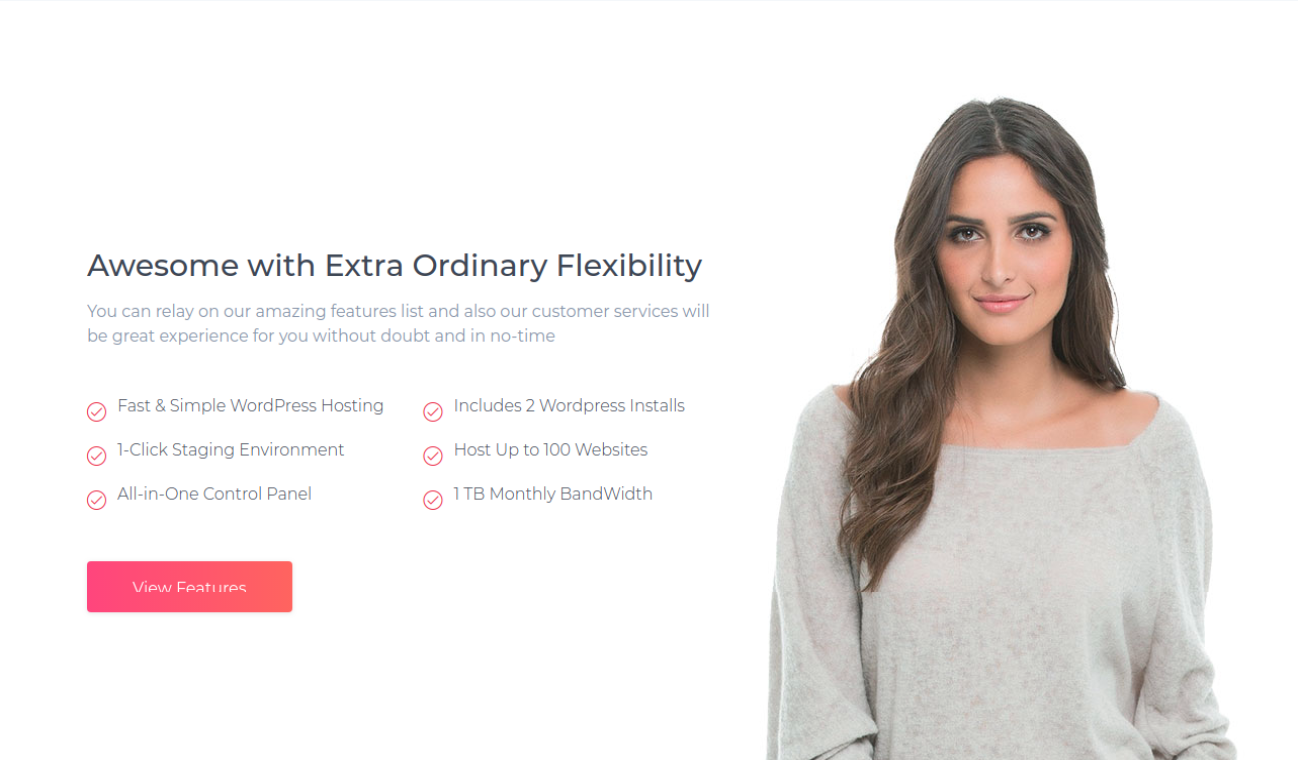 Awesome with Extra Ordinary Flexibility
You can relay on our amazing features list and also our customer services will
be great experience for you without doubt and in no-time
Fast & Simple WordPress Hosting
Includes 2 Wordpress Installs
1-Click Staging Environment
Host Up to 100 Websites
All-in-One Control Panel
1 TB Monthly BandWidth
View Features